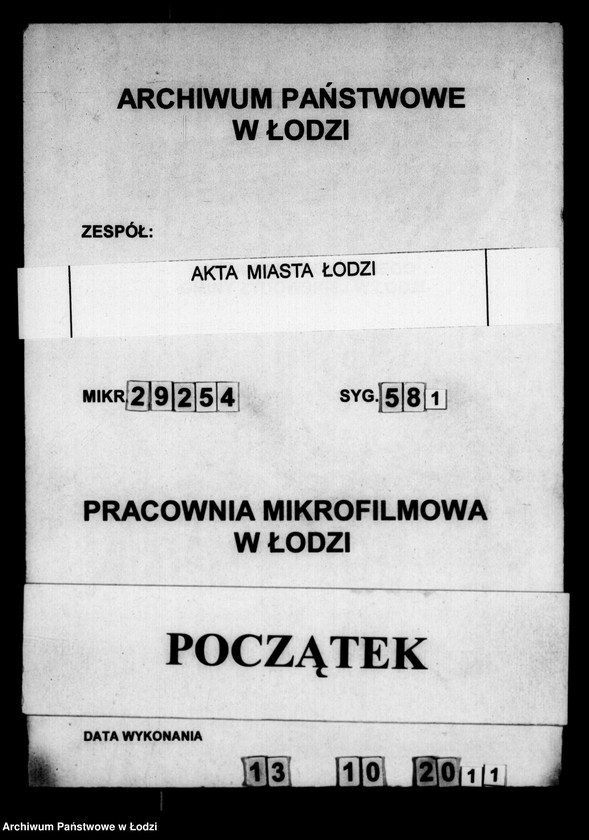 ARCHIWUM PAŃSTWOWE
W ŁODZI
ZESPÓŁ:
AKTA MIASTA ŁODZI
MIKR. 29254 SYG. 581
PRACOWNIA MIKROFILMOWA
W ŁODZI
POCZĄTEK
DATA WYKONANIA
13 10 2011
Archiwum Państwowe w Łodzi